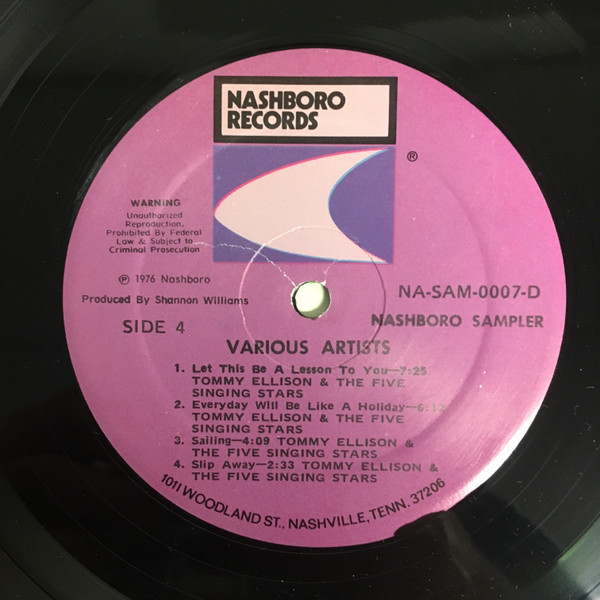 NASHBORO
RECORDS
®
WARNING
Unauthorized
Reproduction,
Prohibited By Federal
Law & Subject to
Criminal Prosecution
℗ 1976 Nashboro
Produced By Shannon Williams
SIDE 4
NA-SAM-0007-D
NASHBORO SAMPLER
VARIOUS ARTISTS
1. Let This Be A Lesson To You—7:25
TOMMY ELLISON & THE FIVE
SINGING STARS
2. Everyday Will Be Like A Holiday—6:12
TOMMY ELLISON & THE FIVE
SINGING STARS
3. Sailing—4:09 TOMMY ELLISON &
THE FIVE SINGING STARS
4. Slip Away—2:33 TOMMY ELLISON &
THE FIVE SINGING STARS
1011 WOODLAND ST., NASHVILLE, TENN. 37206